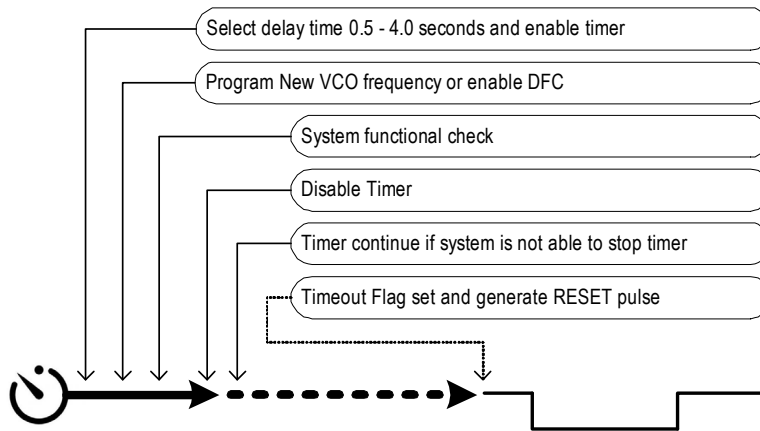 Select delay time 0.5 - 4.0 seconds and enable timer
Program New VCO frequency or enable DFC
System functional check
Disable Timer
Timer continue if system is not able to stop timer
Timeout Flag set and generate RESET pulse